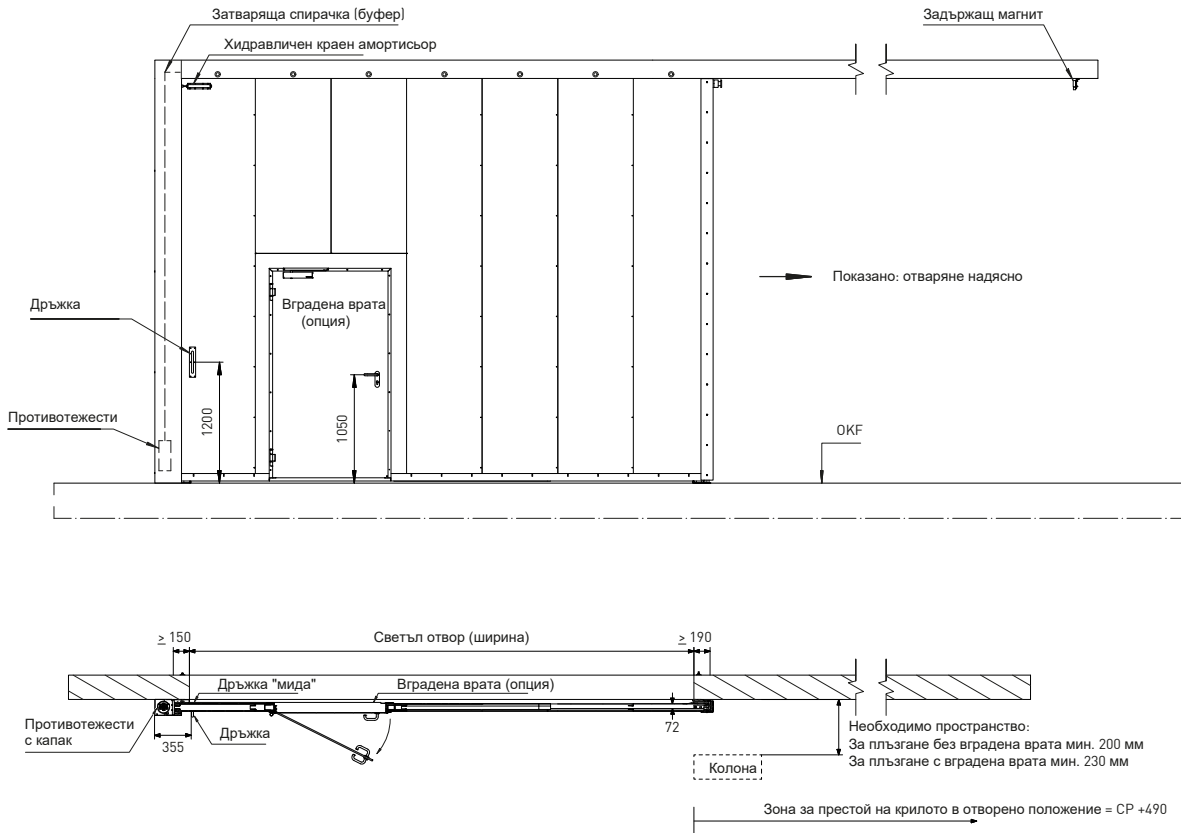 Затваряща спирачка (буфер)
Задържащ магнит
Хидравличен краен амортисьор
Показано: отваряне надясно
Дръжка
Вградена врата
(опция)
1200
1050
Противотежести
OKF
≥ 150
Светъл отвор (ширина)
≥ 190
Дръжка "мида"
Вградена врата (опция)
Противотежести
с капак
355
Дръжка
72
Необходимо пространство:
За плъзгане без вградена врата мин. 200 мм
За плъзгане с вградена врата мин. 230 мм
Колона
Зона за престой на крилото в отворено положение = СР +490